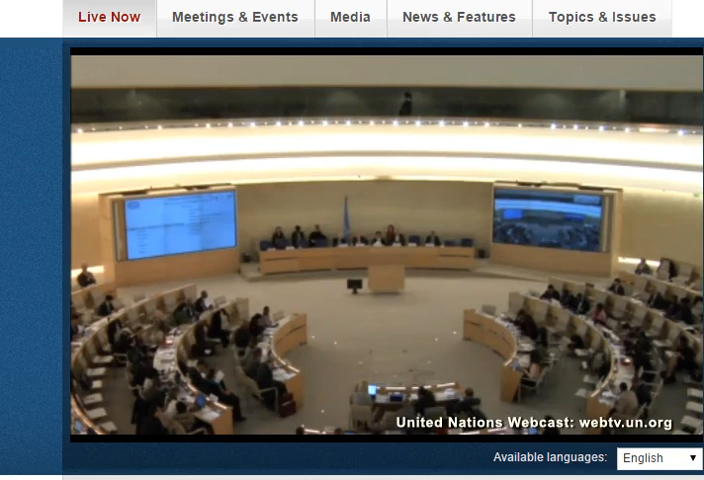 Live Now
Meetings & Events
Media
News & Features
Topics & Issues
United Nations Webcast: webtv.un.org
Available languages:
English